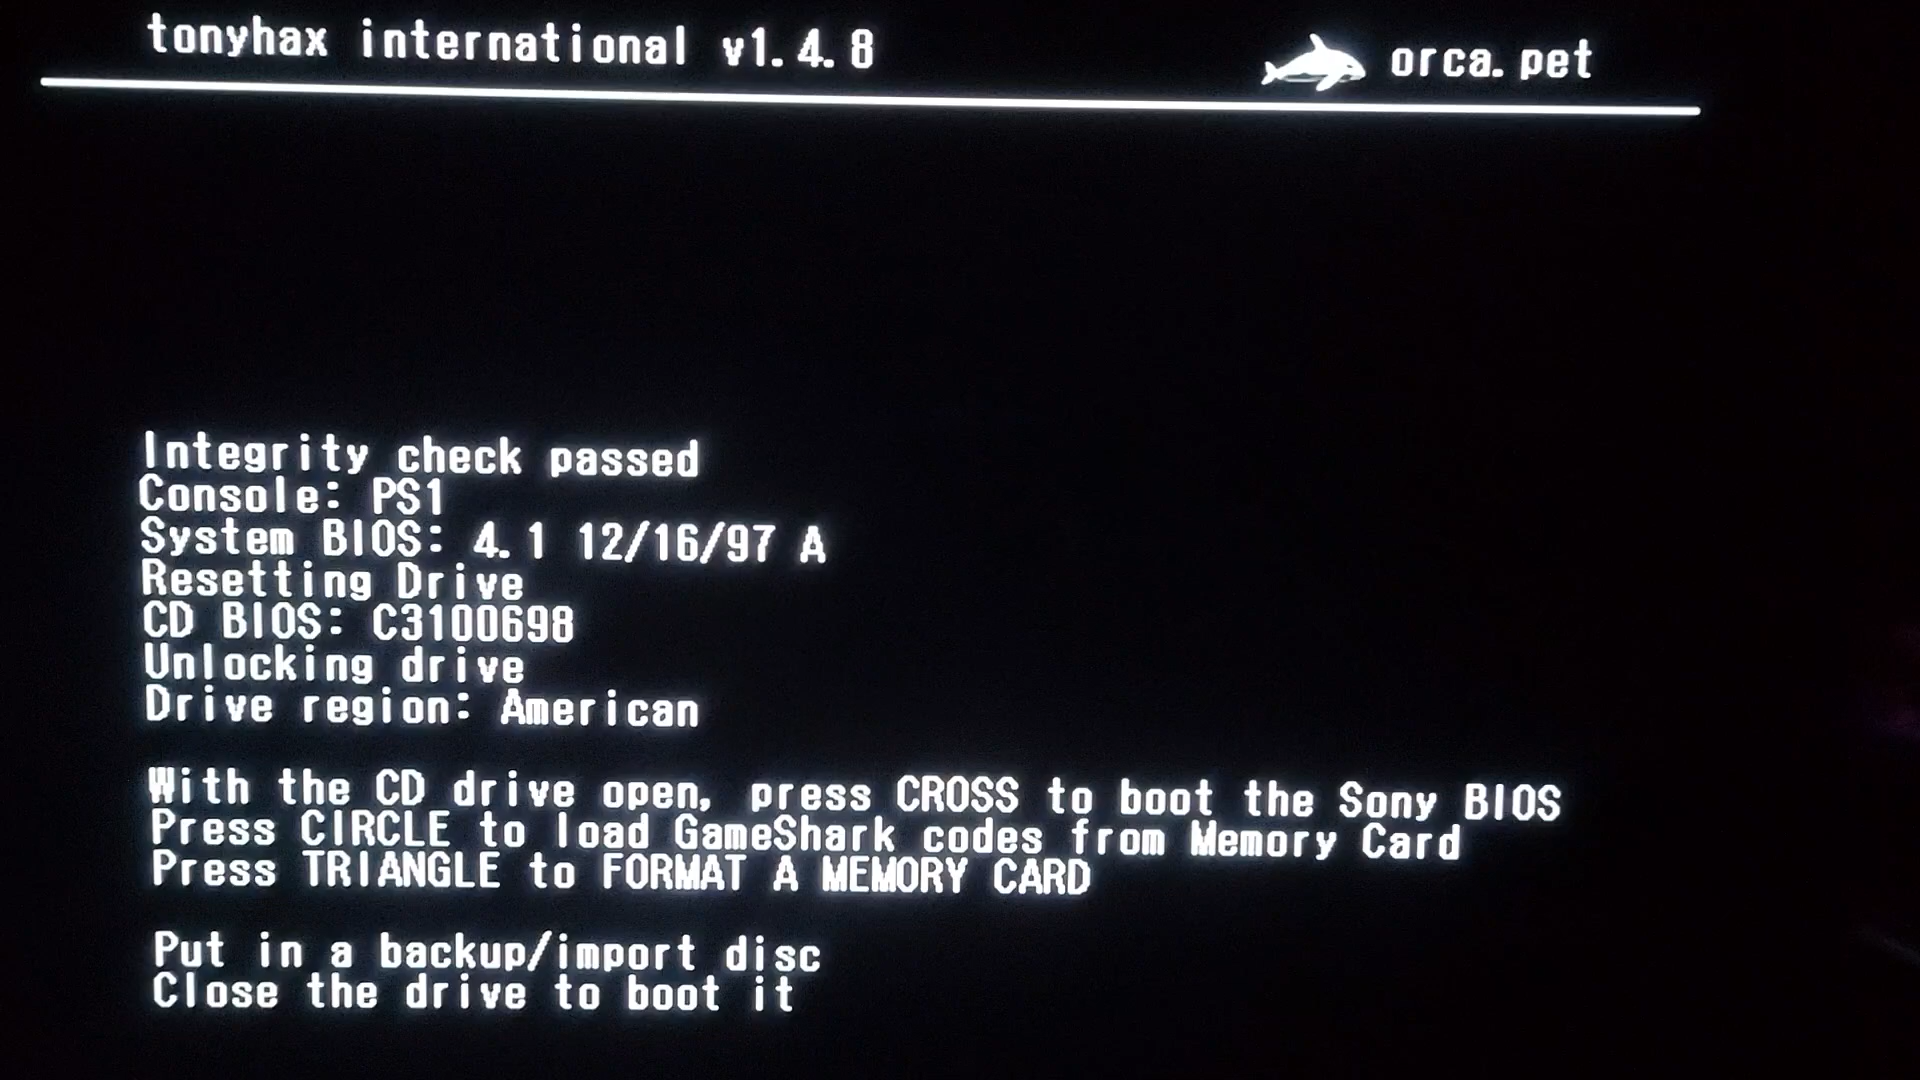 tonyhax international v1.4.8
orca.pet
Integrity check passed
Console: PS1
System BIOS: 4.1 12/16/97 A
Resetting Drive
CD BIOS: C3100698
Unlocking drive
Drive region: American
With the CD drive open, press CROSS to boot the Sony BIOS
Press CIRCLE to load GameShark codes from Memory Card
Press TRIANGLE to FORMAT A MEMORY CARD
Put in a backup/import disc
Close the drive to boot it